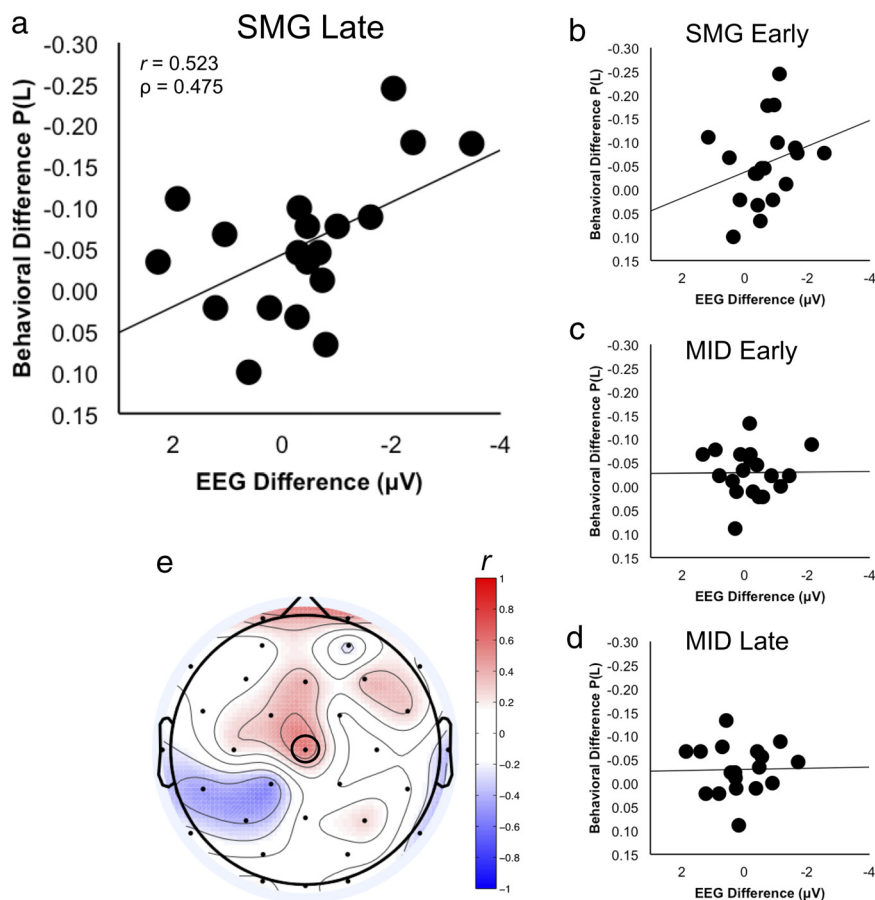 a
SMG Late
r = 0.523
ρ = 0.475
-0.30
-0.25
-0.20
-0.15
-0.10
-0.05
0.00
0.05
0.10
0.15
Behavioral Difference P(L)
2 0 -2 -4
EEG Difference (µV)
b
SMG Early
-0.30
-0.25
-0.20
-0.15
-0.10
-0.05
0.00
0.05
0.10
0.15
Behavioral Difference P(L)
2 0 -2 -4
EEG Difference (µV)
c
MID Early
-0.30
-0.25
-0.20
-0.15
-0.10
-0.05
0.00
0.05
0.10
0.15
Behavioral Difference P(L)
2 0 -2 -4
EEG Difference (µV)
d
MID Late
-0.30
-0.25
-0.20
-0.15
-0.10
-0.05
0.00
0.05
0.10
0.15
Behavioral Difference P(L)
2 0 -2 -4
EEG Difference (µV)
e
r
1
0.8
0.6
0.4
0.2
0
-0.2
-0.4
-0.6
-0.8
-1